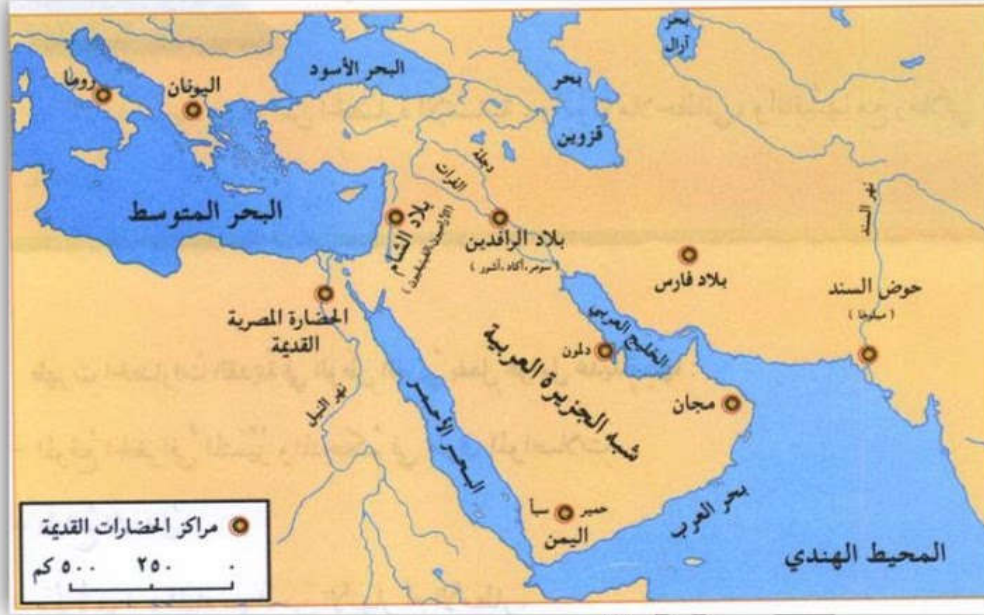 بحر
آرال
البحر الأسود
بحر
قزوين
روما
اليونان
دجلة
الفرات
البحر المتوسط
بلاد الشام
بلاد الرافدين
( سومر، أكاد، آشور )
بلاد فارس
نهر السند
حوض السند
( ميلوخا )
الحضارة المصرية
القديمة
نهر النيل
الخليج العربي
دلمون
شبه الجزيرة العربية
مجان
البحر الأحمر
سبأ
حمير
اليمن
بحر العرب
المحيط الهندي
مراكز الحضارات القديمة
٠ ٢٥٠ ٥٠٠ كم